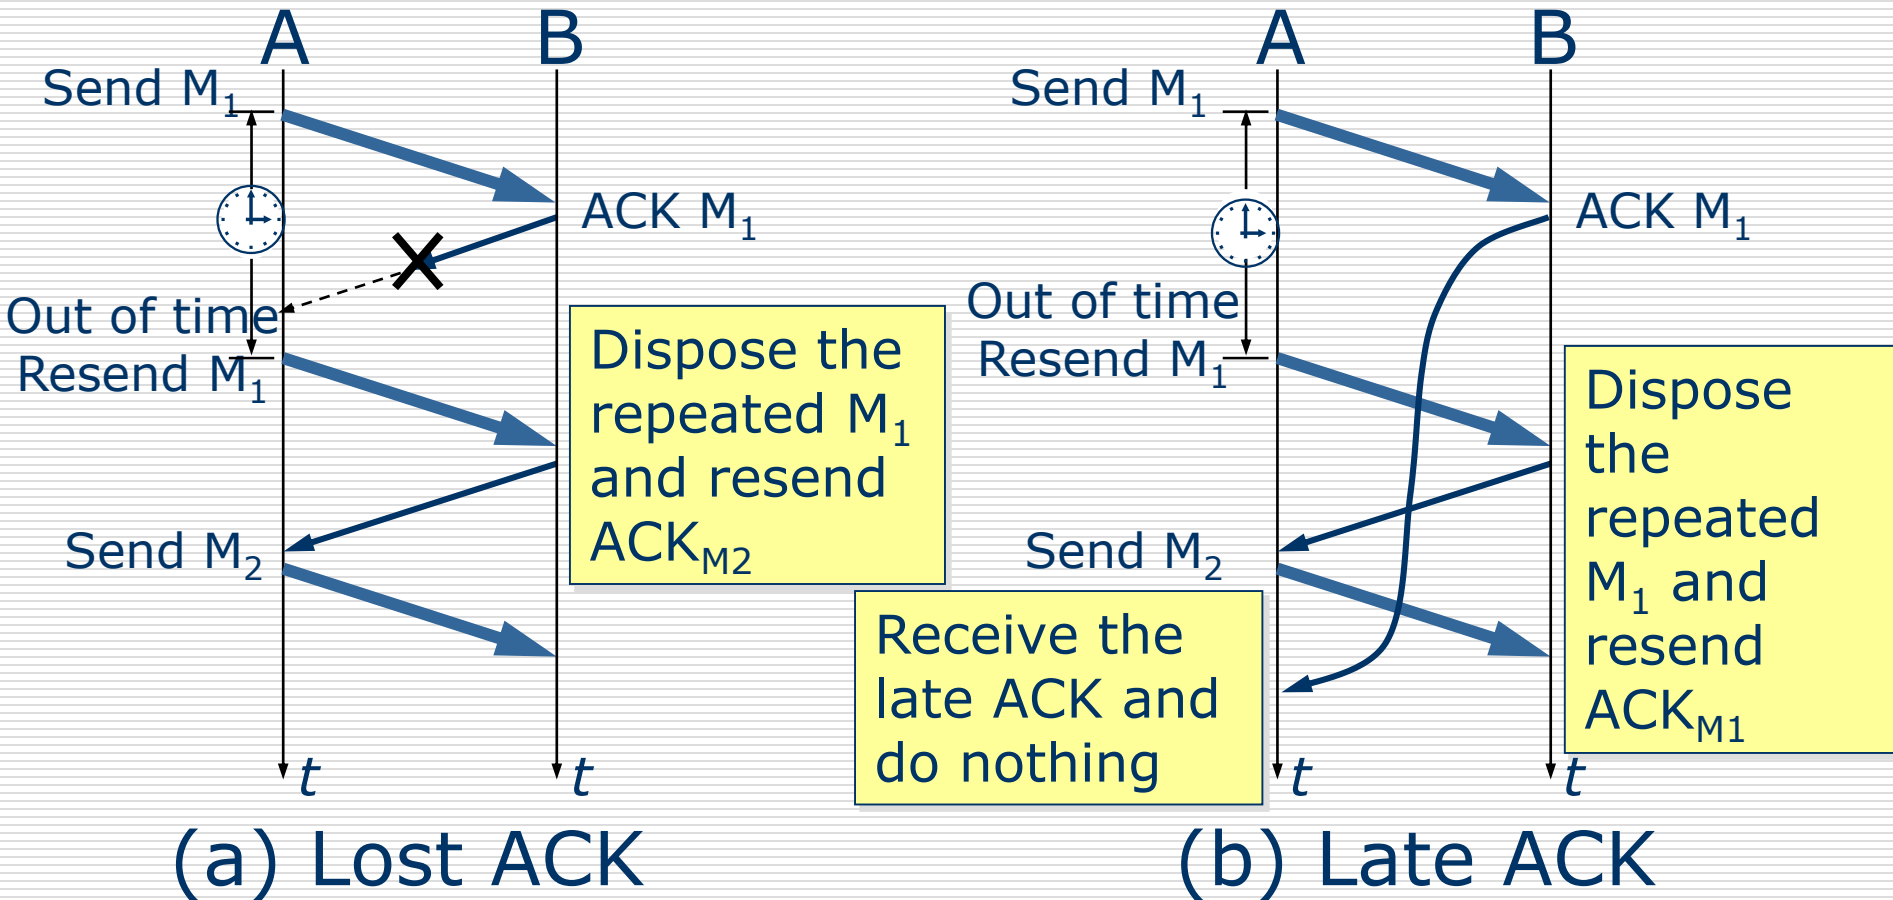 A
B
Send M₁
ACK M₁
Out of time
Resend M₁
Dispose the
repeated M₁
and resend
ACK_M2
Send M₂
t
t
(a) Lost ACK
A
B
Send M₁
ACK M₁
Out of time
Resend M₁
Dispose
the
repeated
M₁ and
resend
ACK_M1
Send M₂
Receive the
late ACK and
do nothing
t
t
(b) Late ACK